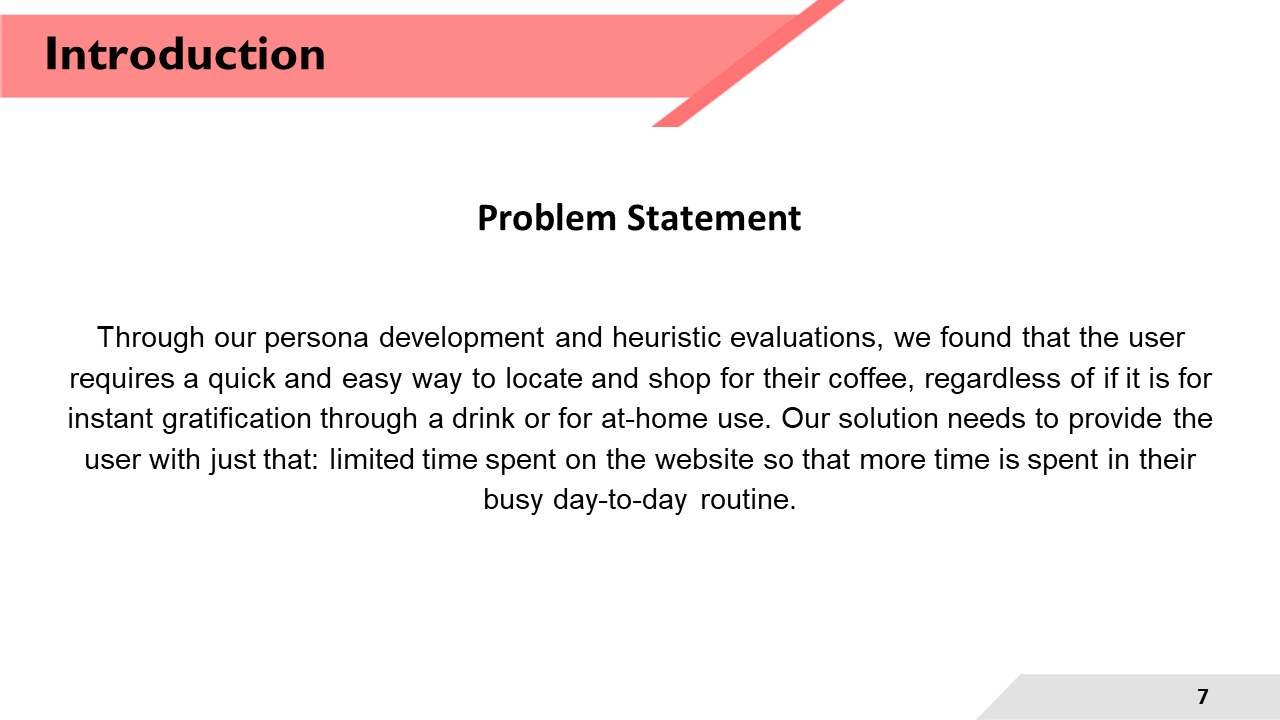 Introduction
Problem Statement
Through our persona development and heuristic evaluations, we found that the user
requires a quick and easy way to locate and shop for their coffee, regardless of if it is for
instant gratification through a drink or for at-home use. Our solution needs to provide the
user with just that: limited time spent on the website so that more time is spent in their
busy day-to-day routine.
7